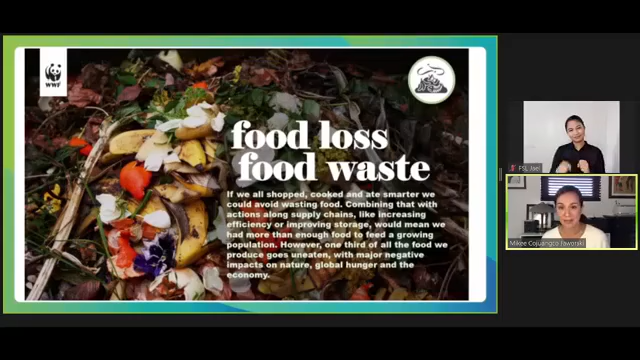 WWF
food loss
food waste
If we all shopped, cooked and ate smarter we
could avoid wasting food. Combining that with
actions along supply chains, like increasing
efficiency or improving storage, would mean we
had more than enough food to feed a growing
population. However, one third of all the food we
produce goes uneaten, with major negative
impacts on nature, global hunger and the
economy.
FSL Joei
Mikee Cojuangco Jaworski